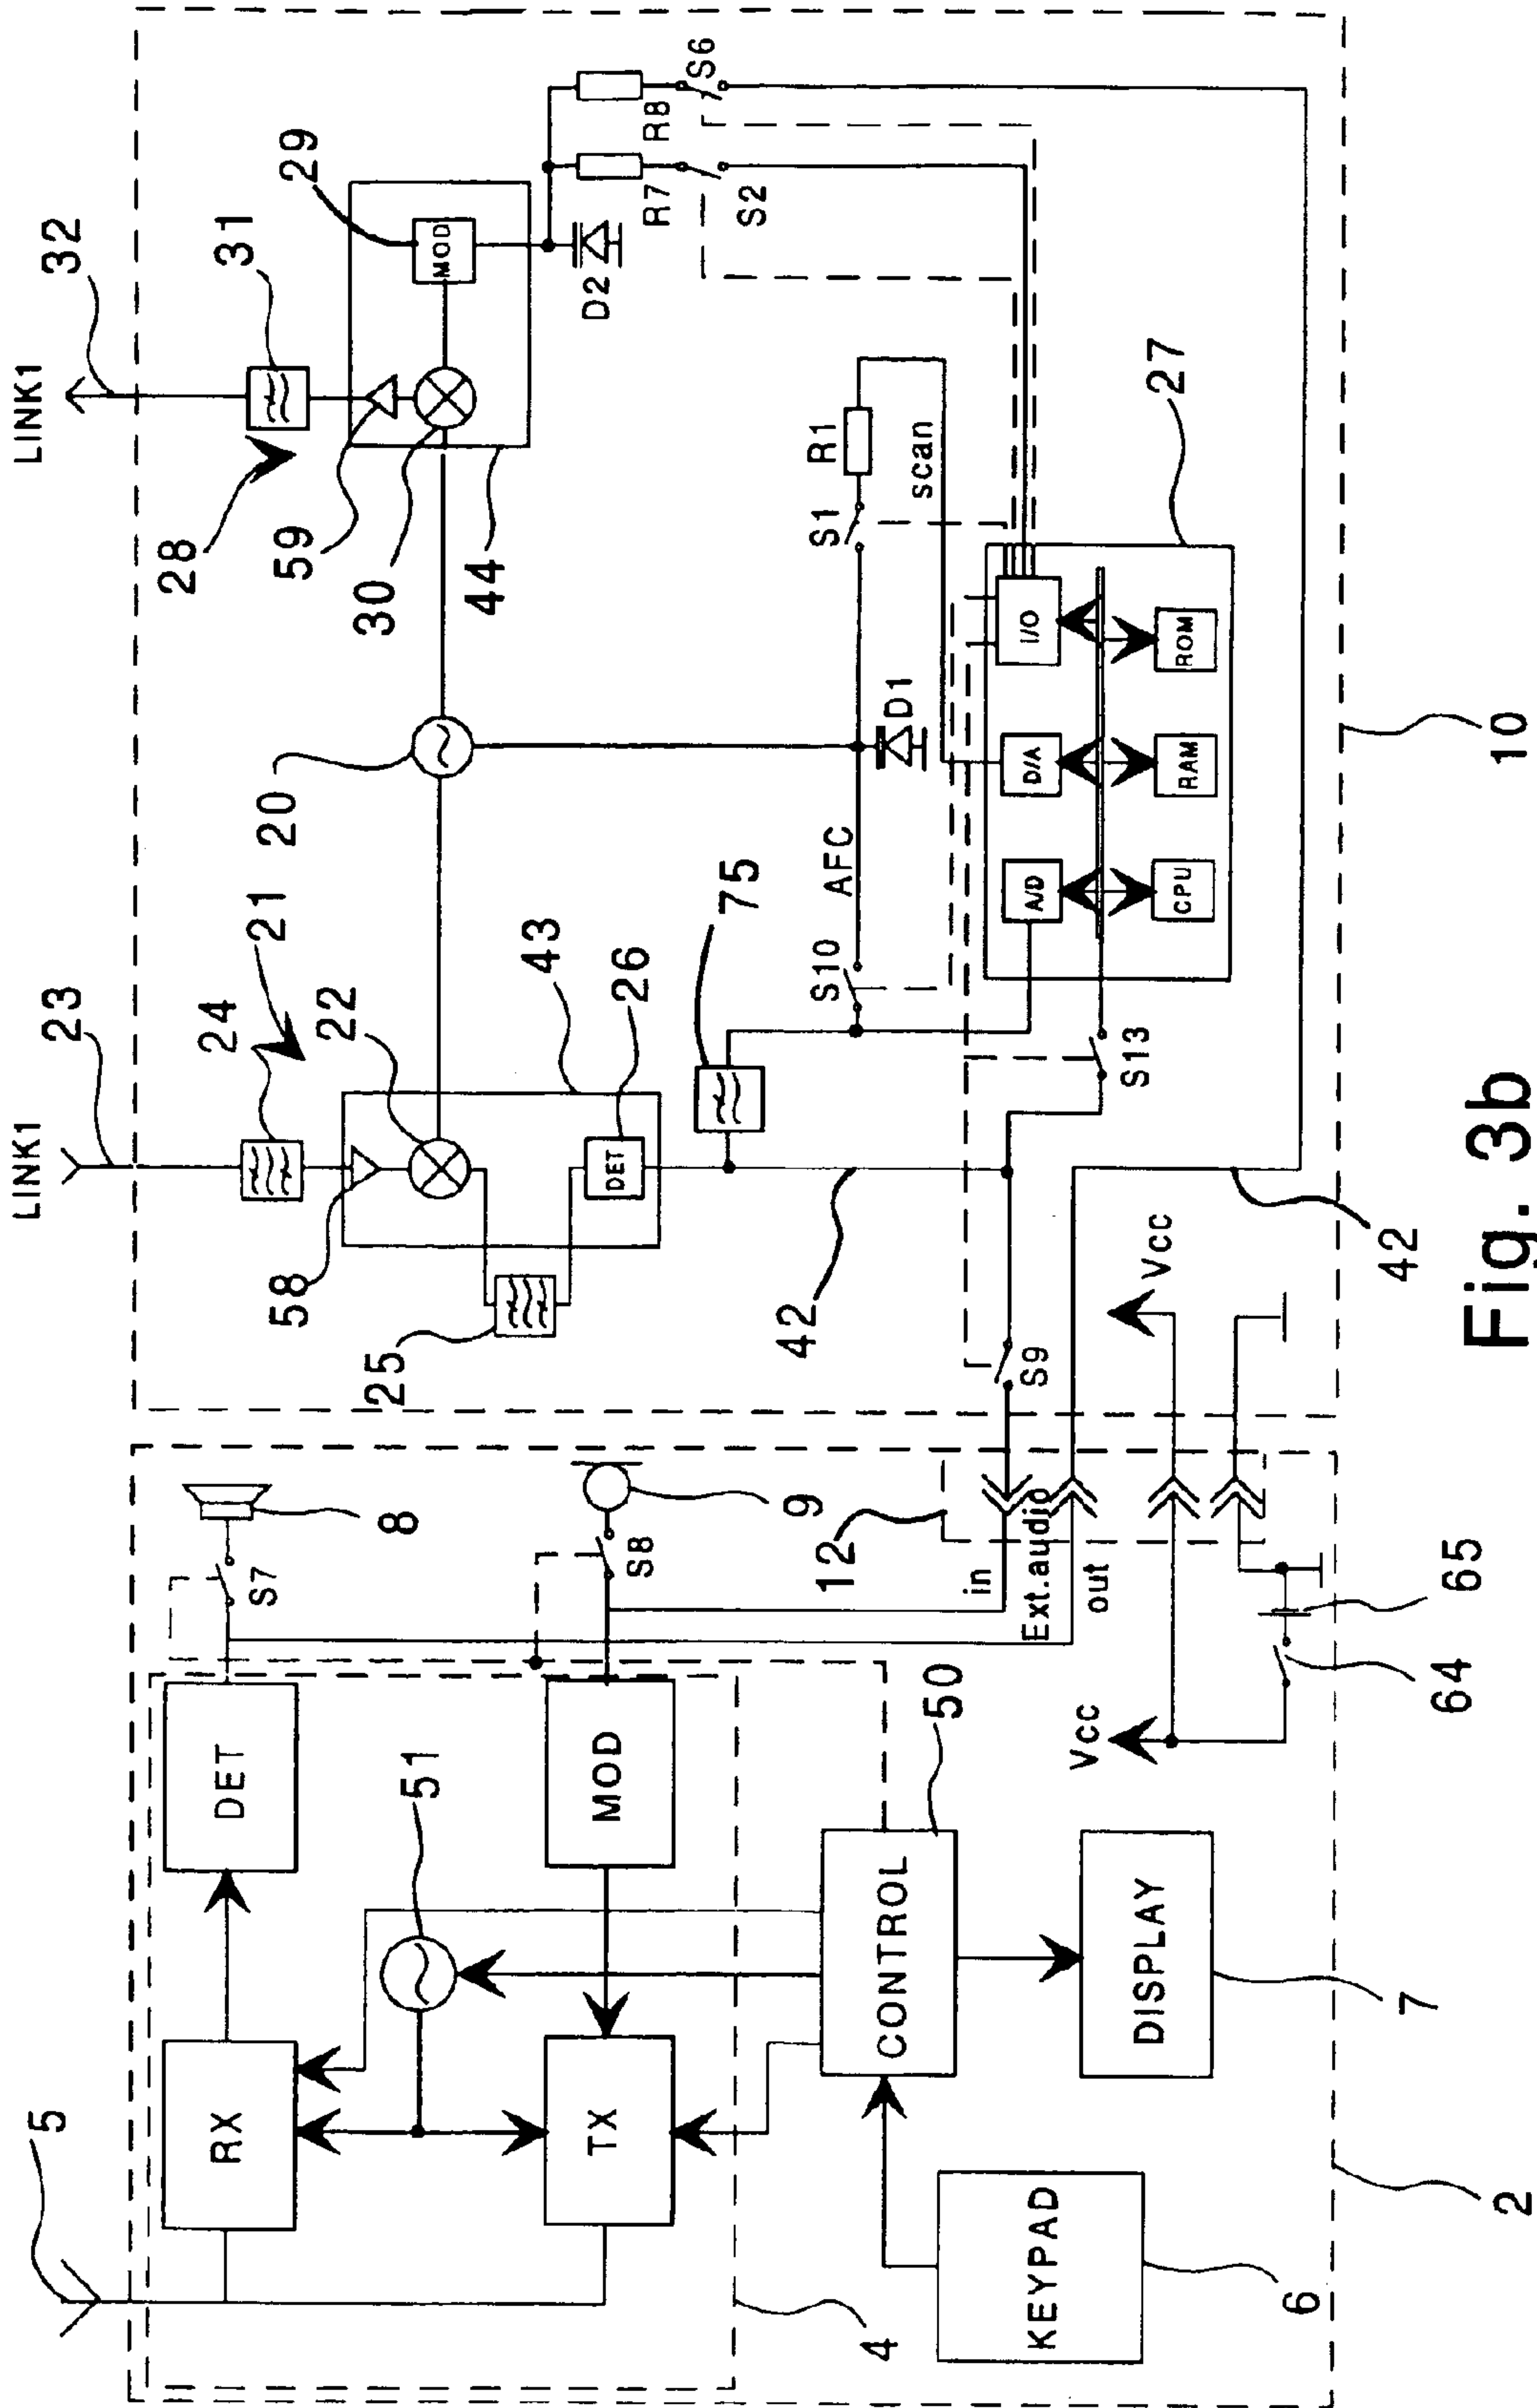 LINK1
23
24
21
58
22
25
43
26
75
42
20
LINK1
32
31
28
29
59
30
44
MOD
D2
R7
R8
S2
S6
DET
AFC
S10
D1
S1
R1
scan
27
A/D
D/A
I/O
CPU
RAM
ROM
S13
S9
Vcc
42
10
5
RX
DET
S7
8
51
TX
MOD
S8
9
12
in
Ext.audio
out
CONTROL
50
KEYPAD
6
DISPLAY
7
Vcc
64
65
4
2
Fig. 3b